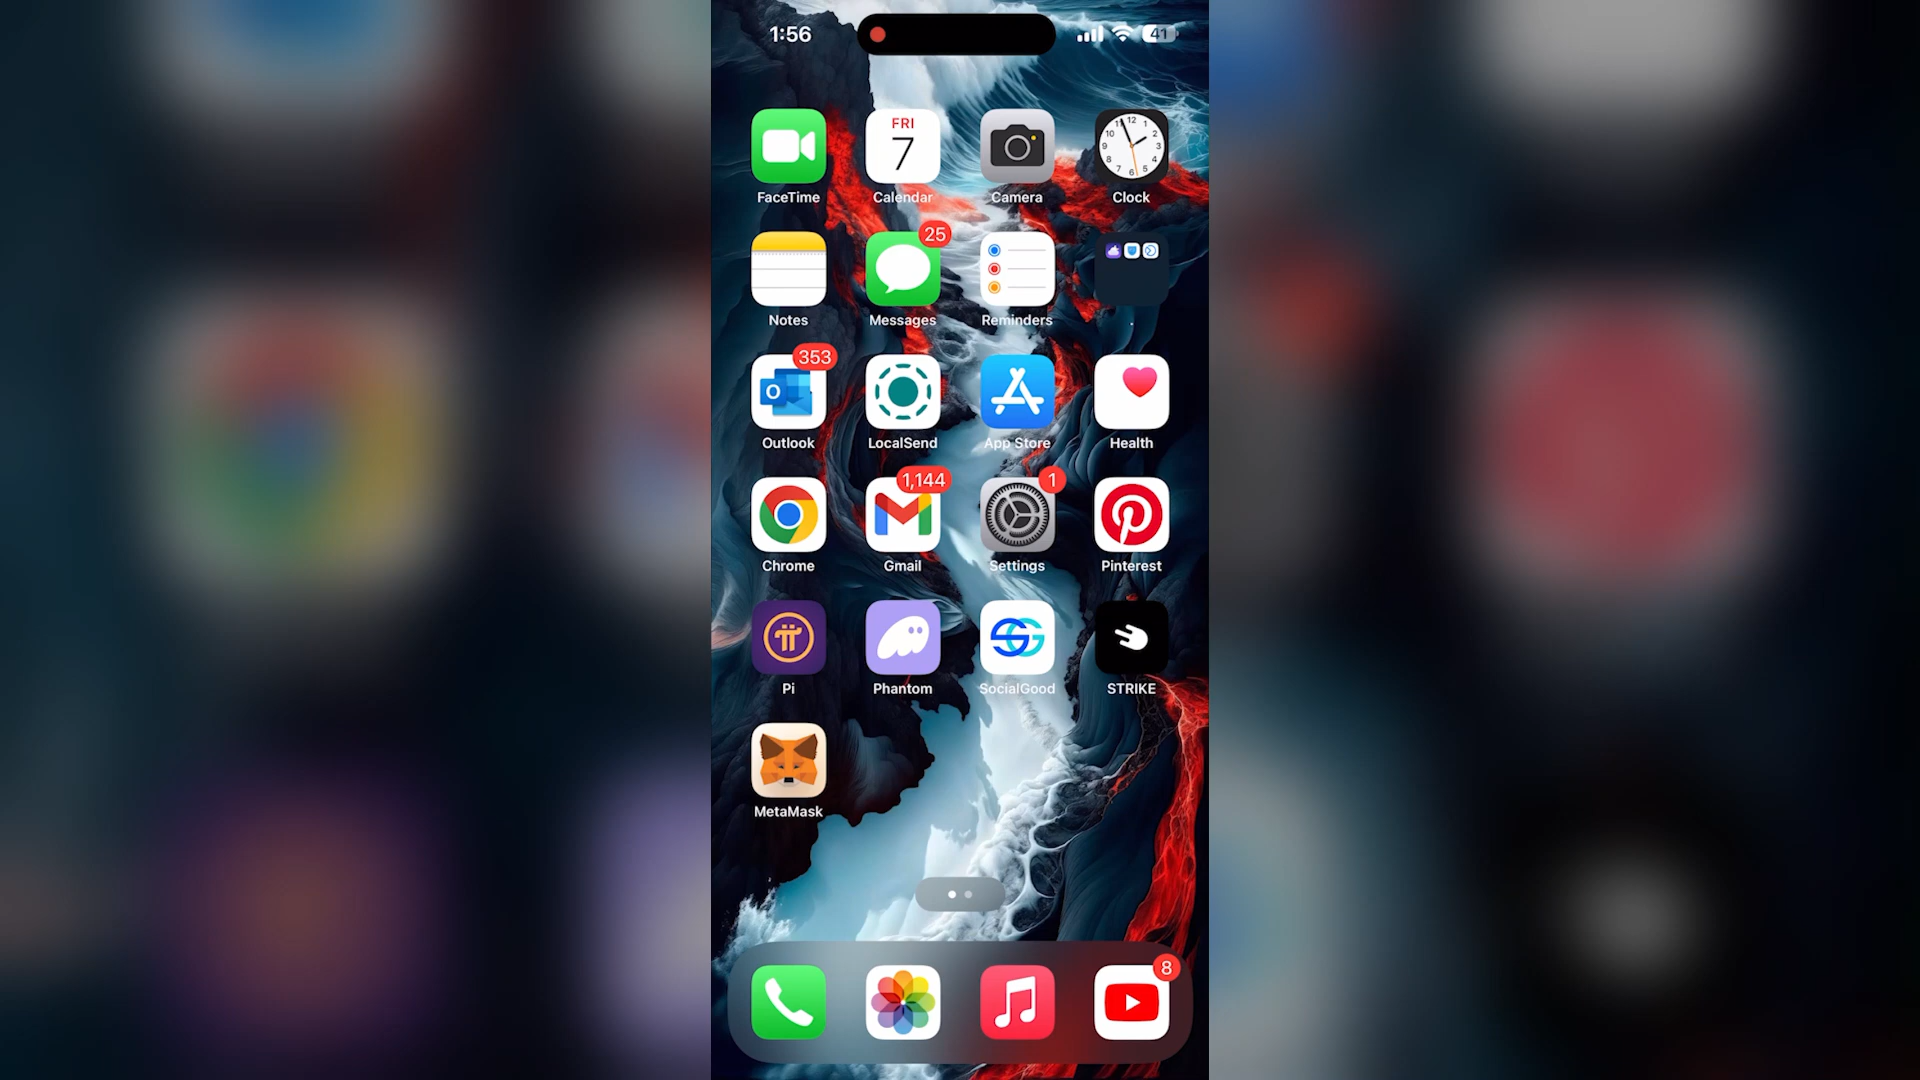 1:56
41
FRI
7
12
FaceTime
Calendar
Camera
Clock
25
Notes
Messages
Reminders
.
353
O
Outlook
LocalSend
App Store
Health
1,144
1
Chrome
Gmail
Settings
Pinterest
Pi
Phantom
SocialGood
STRIKE
MetaMask
8